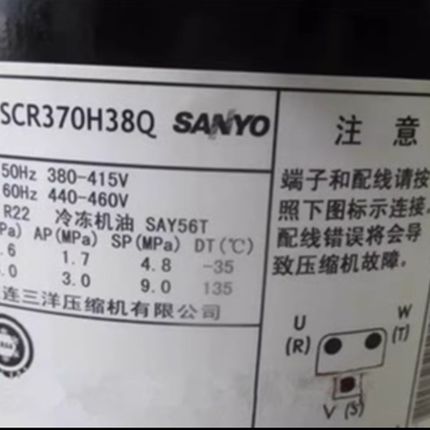 SCR370H38Q SANYO
50Hz 380-415V
60Hz 440-460V
R22 冷冻机油 SAY56T
Pa) AP(MPa) SP(MPa) DT(℃)
.6 1.7 4.8 -35
.0 3.0 9.0 135
连三洋压缩机有限公司
注 意
端子和配线请按
照下图标示连接。
配线错误将会导
致压缩机故障。
U W
(R) (T)
V (S)